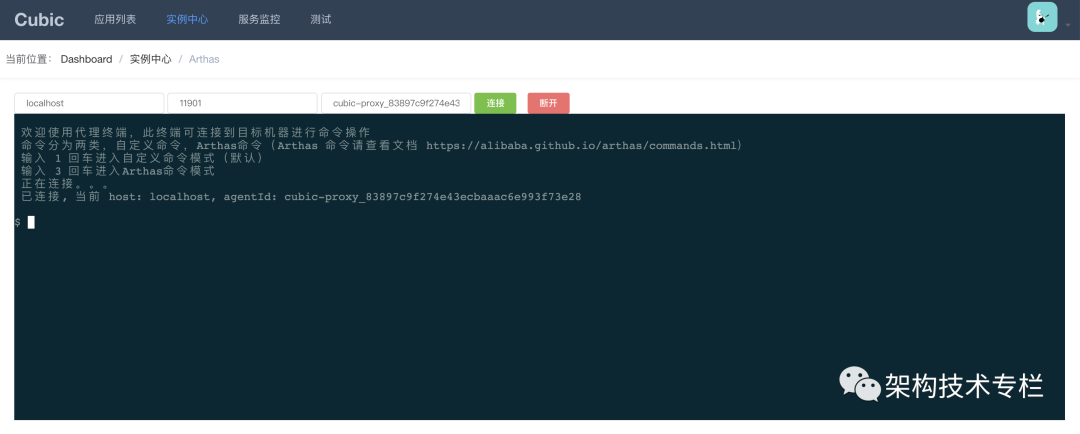 Cubic 应用列表 实例中心 服务监控 测试
当前位置： Dashboard / 实例中心 / Arthas
localhost 11901 cubic-proxy_83897c9f274e43 连接 断开
欢迎使用代理终端，此终端可连接到目标机器进行命令操作
命令分为两类，自定义命令，Arthas命令（Arthas 命令请查看文档 https://alibaba.github.io/arthas/commands.html）
输入 1 回车进入自定义命令模式（默认）
输入 3 回车进入Arthas命令模式
正在连接。。。
已连接，当前 host: localhost, agentId: cubic-proxy_83897c9f274e43ecbaaac6e993f73e28
$
架构技术专栏